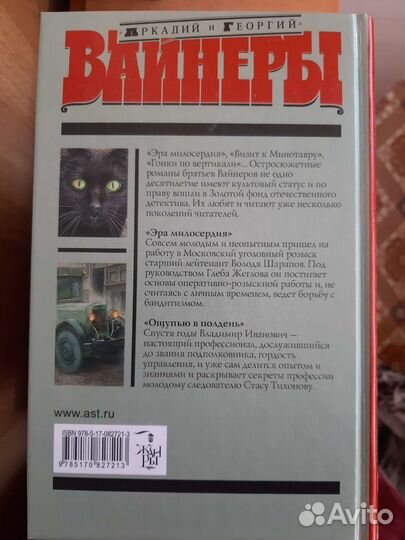 Аркадий и Георгий
ВАЙНЕРЫ
«Эра милосердия», «Визит к Минотавру»,
«Гонки по вертикали»... Остросюжетные
романы братьев Вайнеров не одно
десятилетие имеют культовый статус и по
праву вошли в Золотой фонд отечественного
детектива. Их любят и читают уже несколько
поколений читателей.
«Эра милосердия»
Совсем молодым и неопытным пришел на
работу в Московский уголовный розыск
старший лейтенант Володя Шарапов. Под
руководством Глеба Жеглова он постигает
основы оперативно-розыскной работы и, не
считаясь с личным временем, ведет борьбу с
бандитизмом.
«Ощупью в полдень»
Спустя годы Владимир Иванович —
настоящий профессионал, дослужившийся
до звания подполковника, гордость
управления, и уже сам делится опытом и
знаниями и раскрывает секреты профессии
молодому следователю Стасу Тихонову.
www.ast.ru
ISBN 978-5-17-082721-3
9 785170 827213
ЖАН
РЫ
Avito